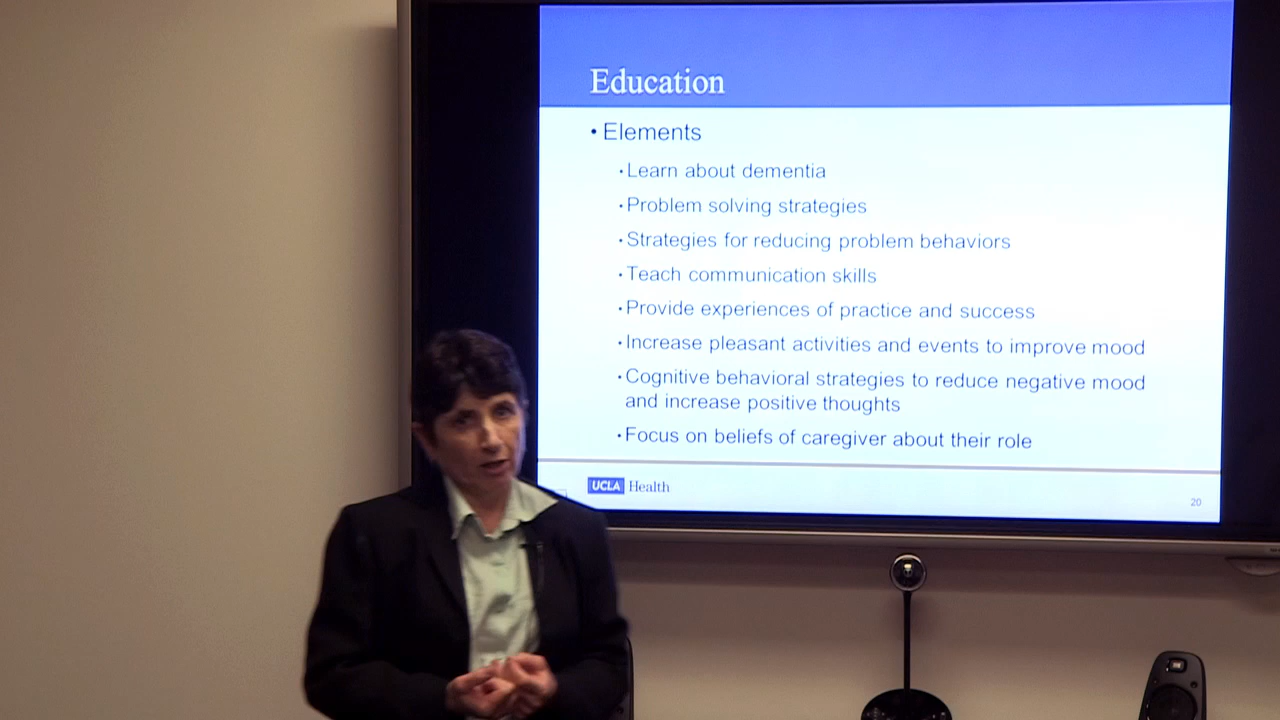 Education
• Elements
• Learn about dementia
• Problem solving strategies
• Strategies for reducing problem behaviors
• Teach communication skills
• Provide experiences of practice and success
• Increase pleasant activities and events to improve mood
• Cognitive behavioral strategies to reduce negative mood
and increase positive thoughts
• Focus on beliefs of caregiver about their role
UCLA Health
20